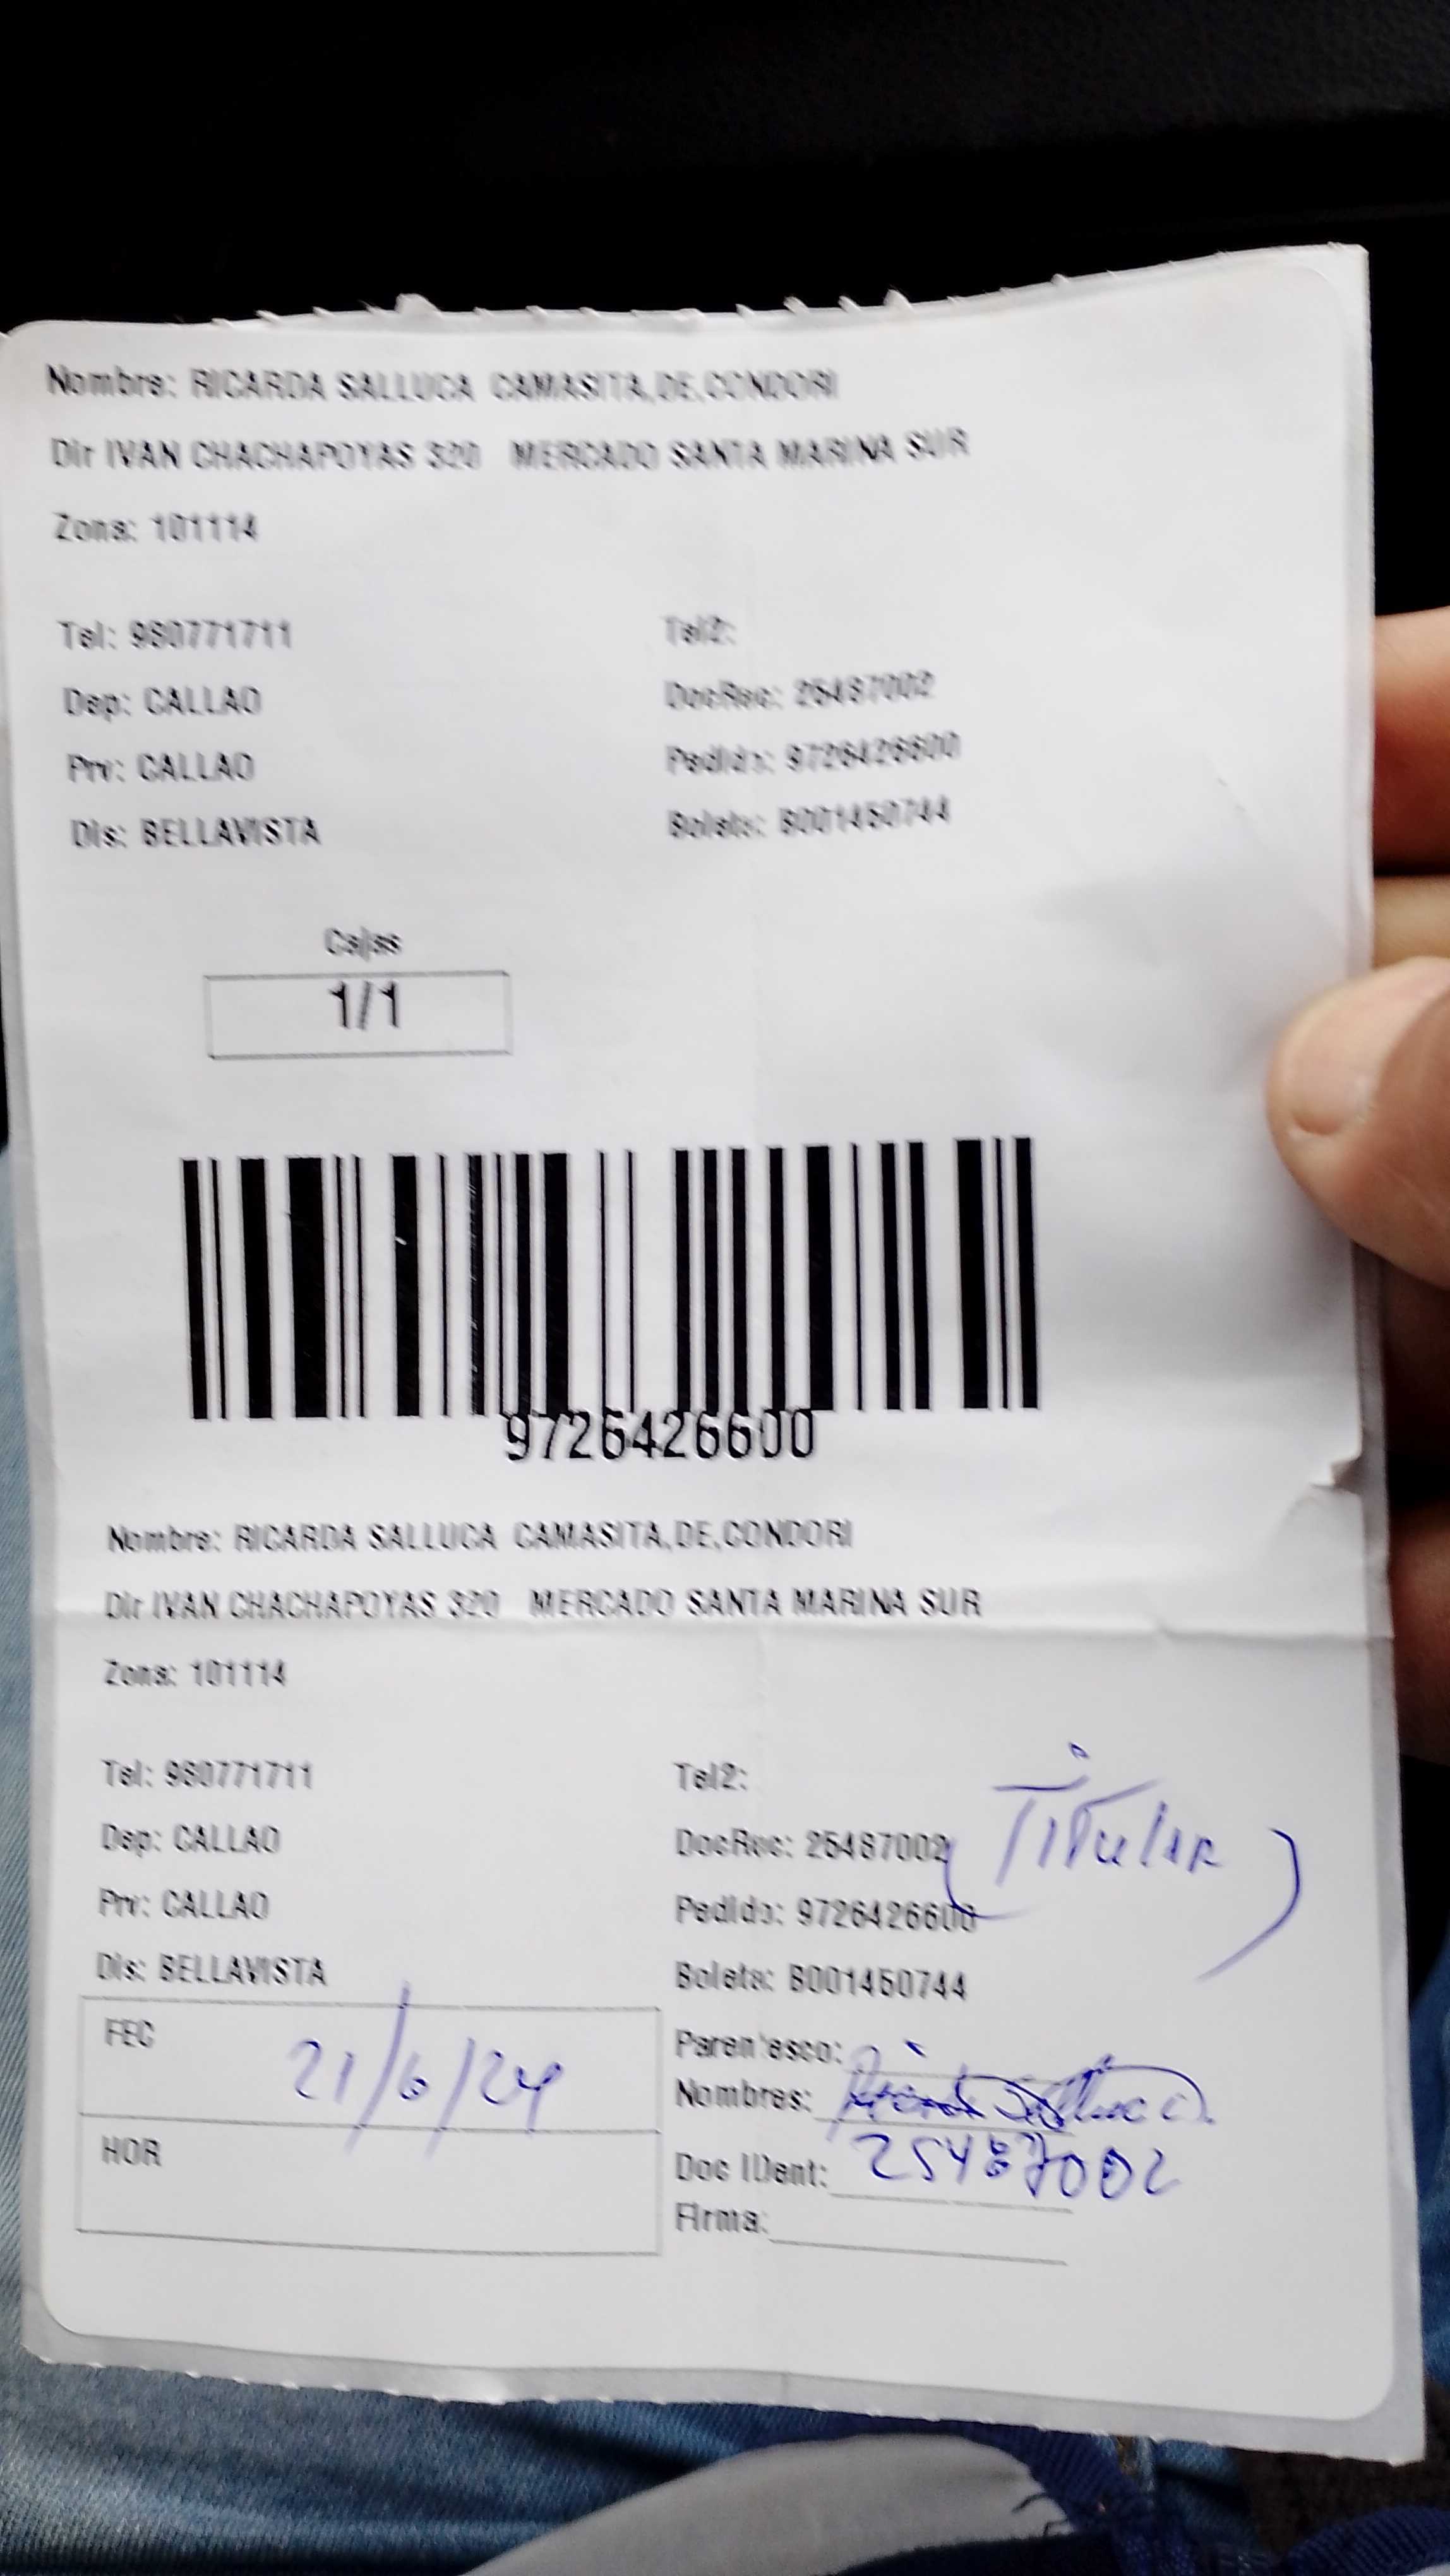 Nombre: RICARDA SALLUCA CAMASITA,DE,CONDORI
Dir IVAN CHACHAPOYAS 320 MERCADO SANTA MARINA SUR
Zona: 101114
Tel: 980771711 Tel2:
Dep: CALLAO DocRec: 25487002
Prv: CALLAO Pedido: 9726426600
Dis: BELLAVISTA Boleta: B001450744
Cajas
1/1
9726426600
Nombre: RICARDA SALLUCA CAMASITA,DE,CONDORI
Dir IVAN CHACHAPOYAS 320 MERCADO SANTA MARINA SUR
Zona: 101114
Tel: 980771711 Tel2:
Dep: CALLAO DocRec: 25487002 (Titular)
Prv: CALLAO Pedido: 9726426600
Dis: BELLAVISTA Boleta: B001450744
FEC 21/6/24 Parentesco:
Nombres: Ricarda Salluca C.
HOR Doc IDent: 25487002
Firma: